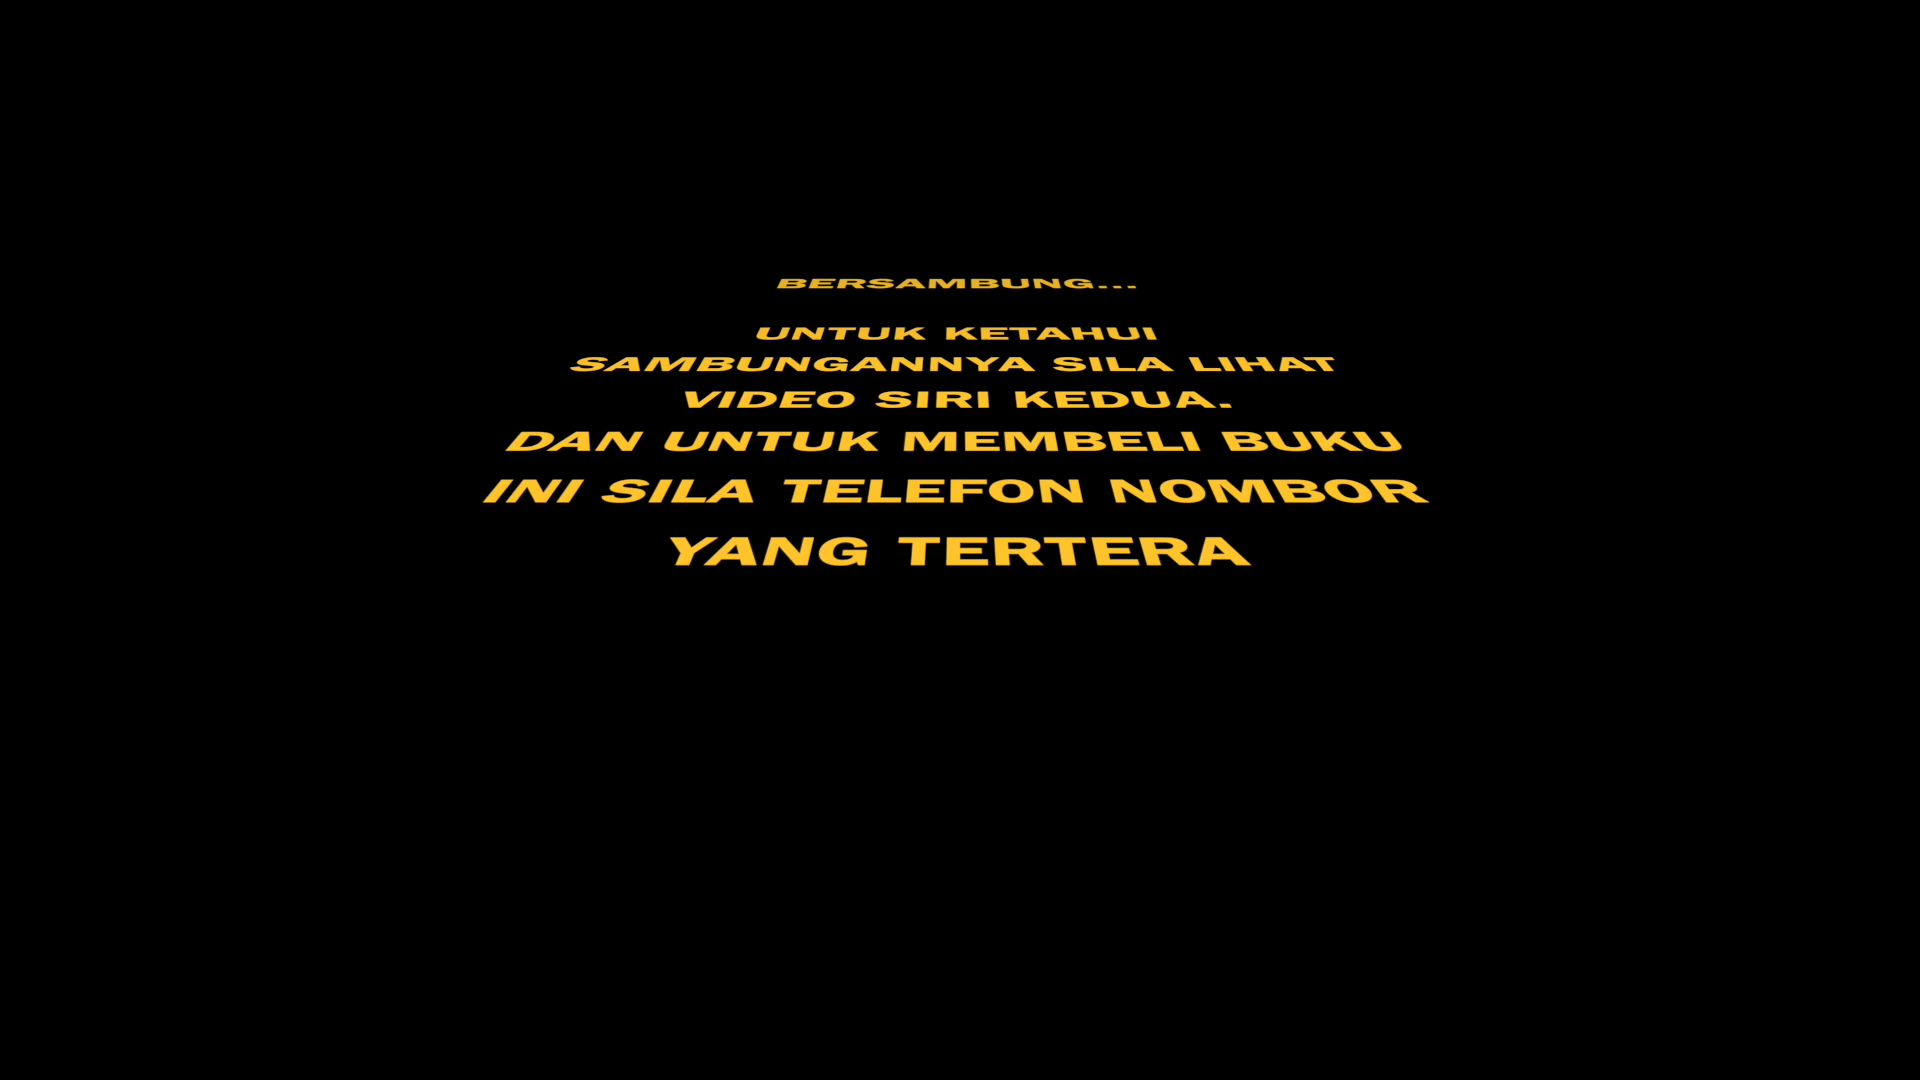 BERSAMBUNG...
UNTUK KETAHUI
SAMBUNGANNYA SILA LIHAT
VIDEO SIRI KEDUA.
DAN UNTUK MEMBELI BUKU
INI SILA TELEFON NOMBOR
YANG TERTERA